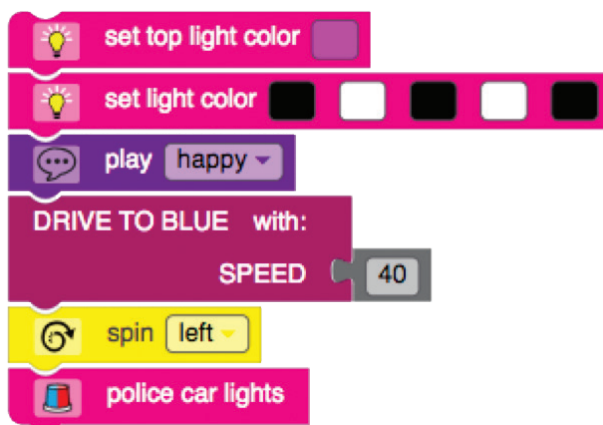 set top light color
set light color
play happy
DRIVE TO BLUE with:
SPEED 40
spin left
police car lights